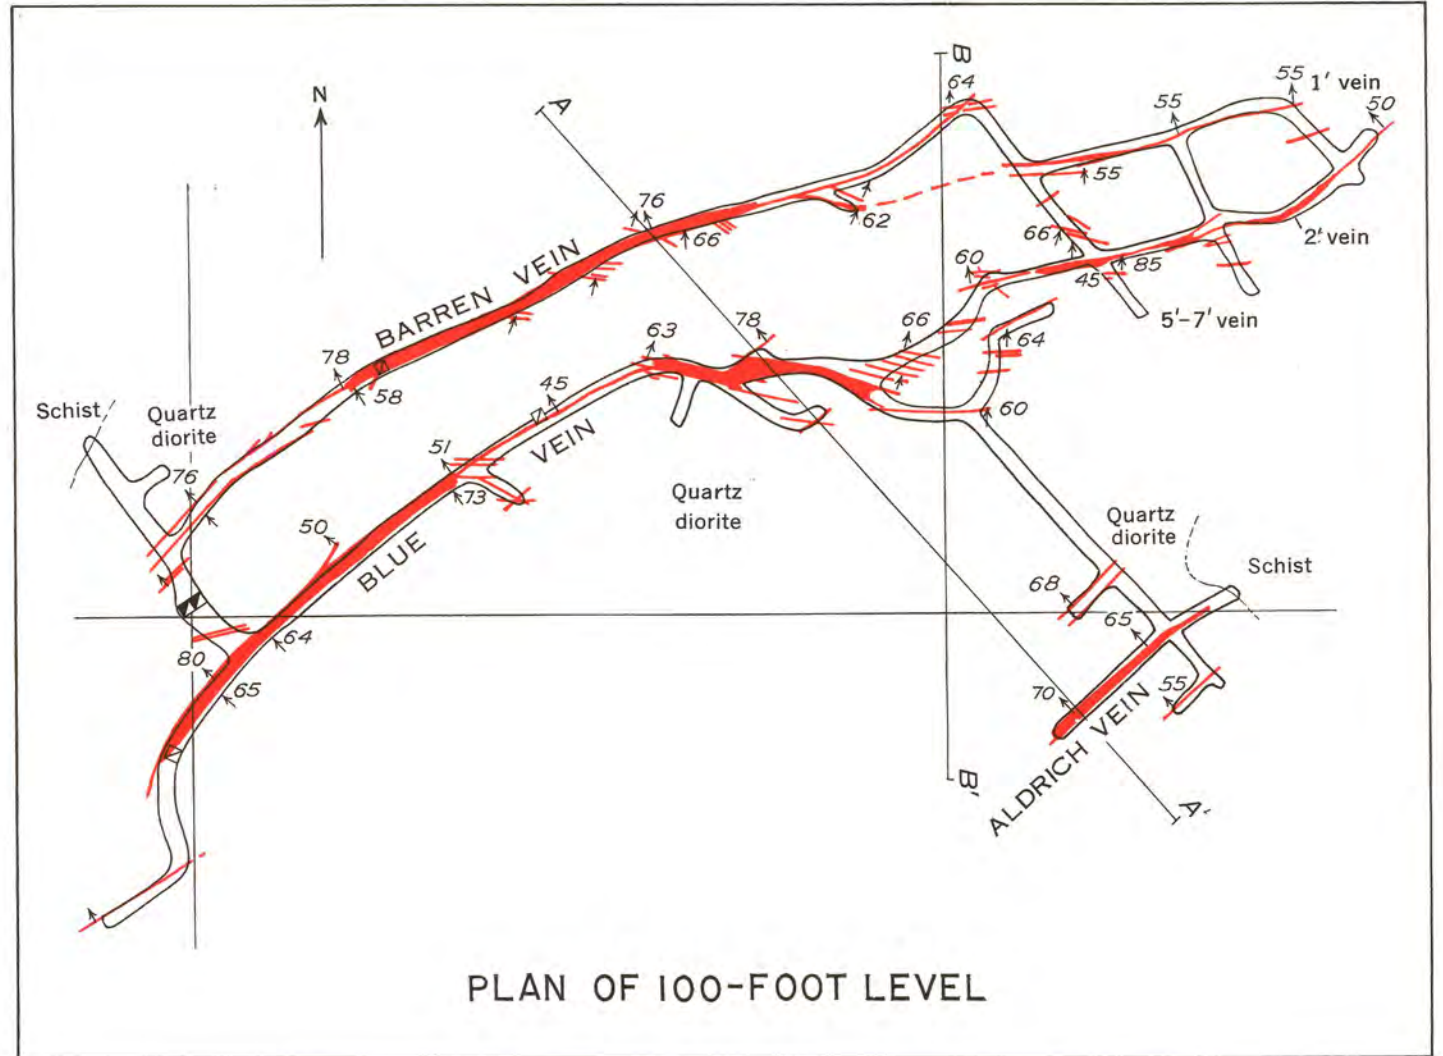 N
A
B
64
55
55
1' vein
50
55
76
66
62
66
60
85
45
2' vein
5'-7' vein
BARREN VEIN
78
58
63
78
66
64
60
45
51
73
BLUE VEIN
Schist
Quartz
diorite
76
50
Quartz
diorite
Quartz
diorite
Schist
68
65
64
80
65
70
55
ALDRICH VEIN
B'
A'
PLAN OF 100-FOOT LEVEL